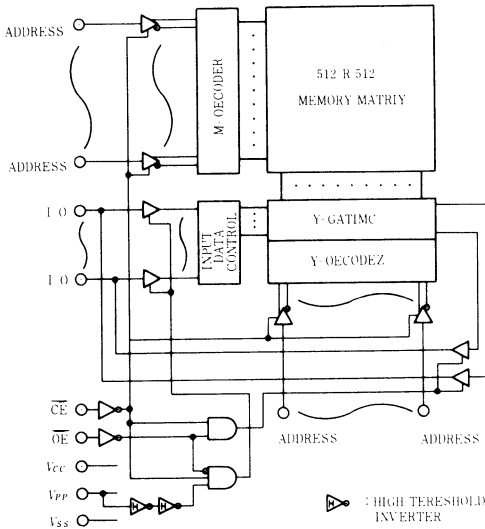 ADDRESS
M-OECODER
512 R 512
MEMORY MATRIY
ADDRESS
I O
INPUT
DATA
CONTROL
Y-GATIMC
Y-OECODEZ
I O
CE
OE
VCC
VPP
VSS
ADDRESS ADDRESS
H H
H : HIGH TERESHOLD
INVERTER